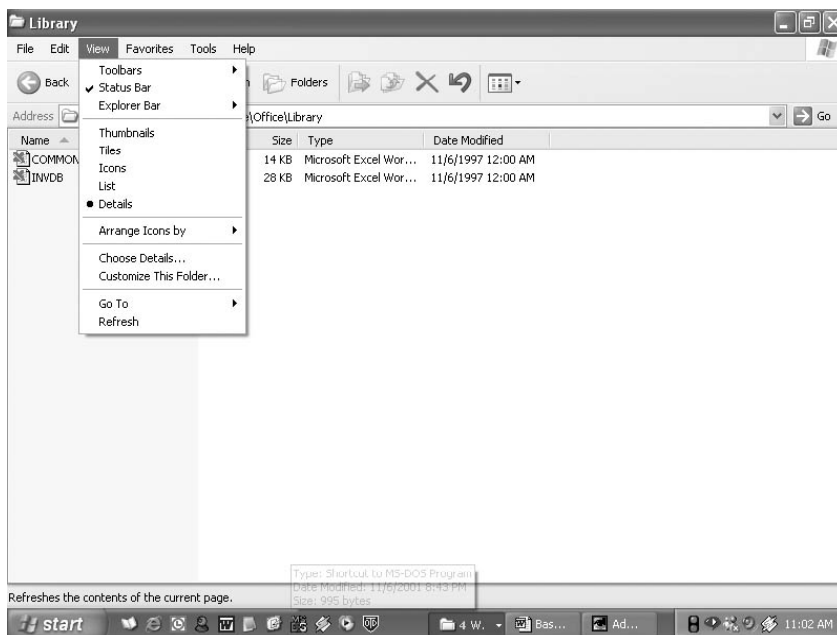 Library
File Edit View Favorites Tools Help
Back Folders
Address \Office\Library Go
Toolbars
Status Bar
Explorer Bar
Thumbnails
Tiles
Icons
List
Details
Arrange Icons by
Choose Details...
Customize This Folder...
Go To
Refresh
Name Size Type Date Modified
COMMON 14 KB Microsoft Excel Wor... 11/6/1997 12:00 AM
INVDB 28 KB Microsoft Excel Wor... 11/6/1997 12:00 AM
Type: Shortcut to MS-DOS Program
Date Modified: 11/6/2001 8:43 PM
Size: 995 bytes
Refreshes the contents of the current page.
start 4 W. Bas... Ad... 11:02 AM